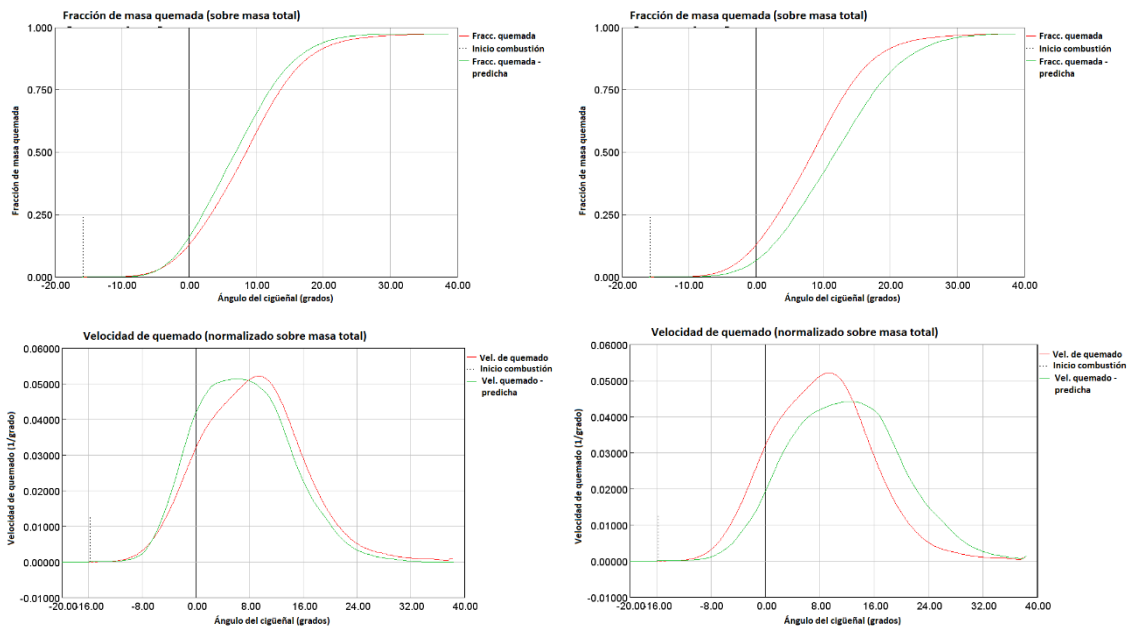 Fracción de masa quemada (sobre masa total)
1.000
0.750
0.500
0.250
0.000
-20.00 -10.00 0.00 10.00 20.00 30.00 40.00
Fracción de masa quemada
Ángulo del cigüeñal (grados)
Fracc. quemada
Inicio combustión
Fracc. quemada -
predicha
Fracción de masa quemada (sobre masa total)
1.000
0.750
0.500
0.250
0.000
-20.00 -10.00 0.00 10.00 20.00 30.00 40.00
Fracción de masa quemada
Ángulo del cigüeñal (grados)
Fracc. quemada
Inicio combustión
Fracc. quemada -
predicha
Velocidad de quemado (normalizado sobre masa total)
0.06000
0.05000
0.04000
0.03000
0.02000
0.01000
0.00000
-0.01000
-20.00 -16.00 -8.00 0.00 8.00 16.00 24.00 32.00 40.00
Velocidad de quemado (1/grado)
Ángulo del cigüeñal (grados)
Vel. de quemado
Inicio combustión
Vel. quemado -
predicha
Velocidad de quemado (normalizado sobre masa total)
0.06000
0.05000
0.04000
0.03000
0.02000
0.01000
0.00000
-0.01000
-20.00 -16.00 -8.00 0.00 8.00 16.00 24.00 32.00 40.00
Velocidad de quemado (1/grado)
Ángulo del cigüeñal (grados)
Vel. de quemado
Inicio combustión
Vel. quemado -
predicha